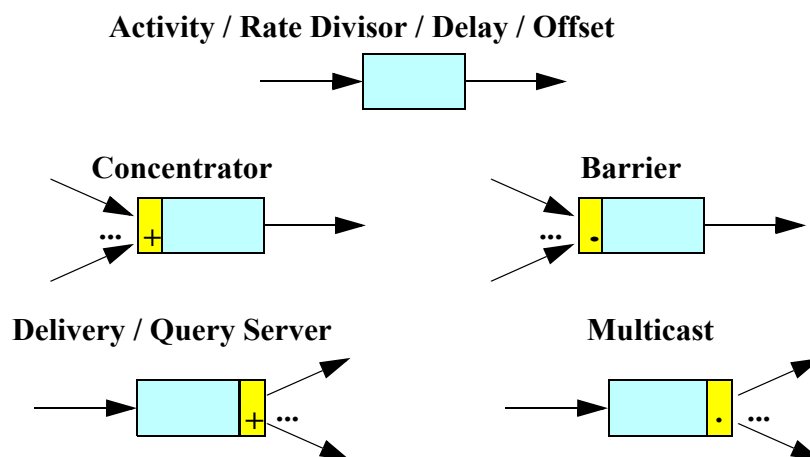 Activity / Rate Divisor / Delay / Offset
Concentrator
Barrier
... +
... .
Delivery / Query Server
Multicast
+ ...
. ...